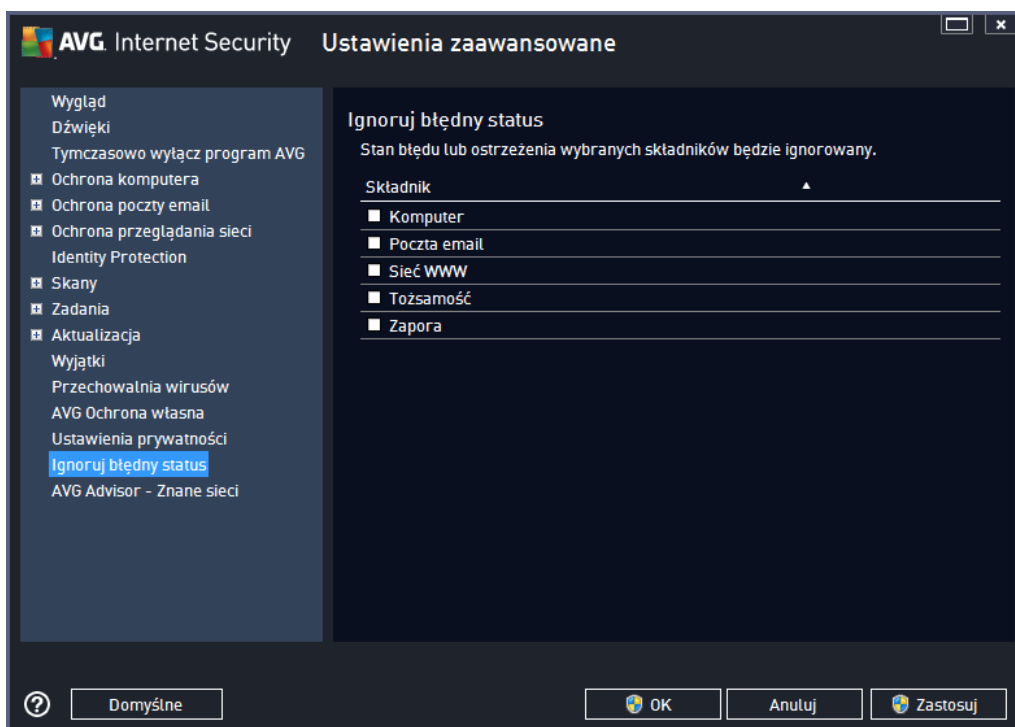 AVG. Internet Security Ustawienia zaawansowane
Wygląd
Dźwięki
Tymczasowo wyłącz program AVG
Ochrona komputera
Ochrona poczty email
Ochrona przeglądania sieci
Identity Protection
Skany
Zadania
Aktualizacja
Wyjątki
Przechowalnia wirusów
AVG Ochrona własna
Ustawienia prywatności
Ignoruj błędny status
AVG Advisor - Znane sieci
Ignoruj błędny status
Stan błędu lub ostrzeżenia wybranych składników będzie ignorowany.
Składnik
Komputer
Poczta email
Sieć WWW
Tożsamość
Zapora
Domyślne
OK
Anuluj
Zastosuj